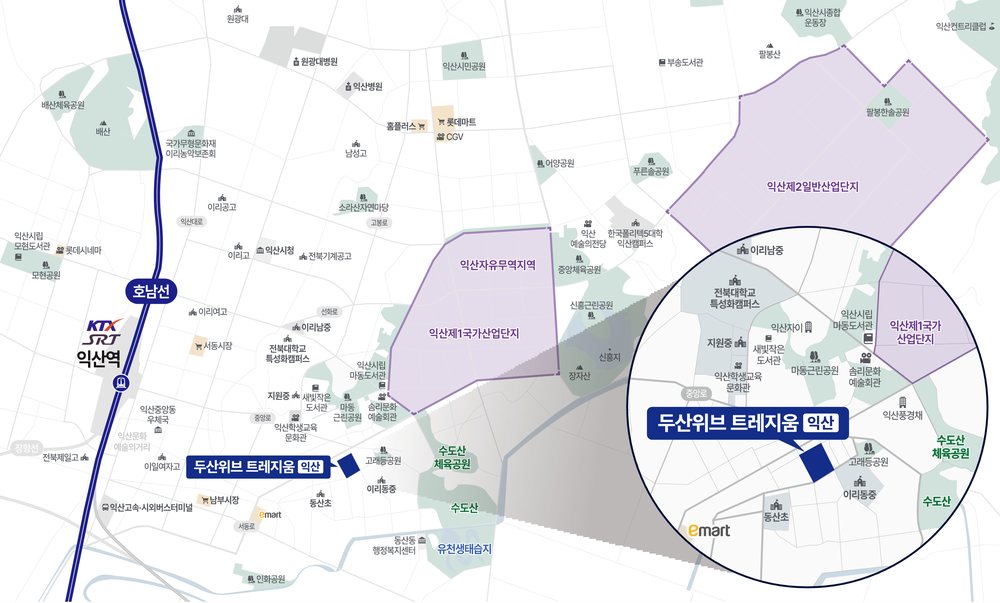 원광대
익산시종합
운동장
익산컨트리클럽
원광대병원
익산시민공원
팔봉산
부송도서관
배산체육공원
배산
익산병원
팔봉한솔공원
홈플러스
롯데마트
CGV
국가무형문화재
이리농악보존회
남성고
어양공원
푸른솔공원
익산제2일반산업단지
이리공고
소라산자연마당
익산대로
고봉로
익산시립
모현도서관
롯데시네마
모현공원
이리고
익산시청
전북기계공고
익산
예술의전당
한국폴리텍5대학
익산캠퍼스
익산자유무역지역
중앙체육공원
호남선
신흥근린공원
KTX
SRT
익산역
이리여고
선화로
이리남중
전북대학교
특성화캠퍼스
익산제1국가산업단지
서동시장
신흥지
장자산
익산시립
마동도서관
지원중
새빛작은
도서관
마동
근린공원
솜리문화
예술회관
중앙로
익산학생교육
문화관
익산중앙동
우체국
익산문화
예술의거리
장항선
전북제일고
이일여자고
두산위브 트레지움 익산
고래등공원
이리동중
수도산
체육공원
수도산
동산초
남부시장
익산고속·시외버스터미널
emart
서동로
동산동
행정복지센터
유천생태습지
인화공원
이리남중
전북대학교
특성화캠퍼스
익산자이
익산시립
마동도서관
익산제1국가
산업단지
지원중
새빛작은
도서관
마동근린공원
솜리문화
예술회관
익산학생교육
문화관
중앙로
익산풍경채
두산위브 트레지움 익산
고래등공원
수도산
체육공원
이리동중
수도산
동산초
emart